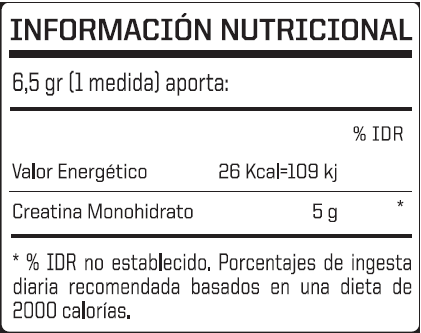 INFORMACIÓN NUTRICIONAL
6,5 gr (1 medida) aporta:
% IDR
Valor Energético 26 Kcal=109 kj
Creatina Monohidrato 5 g *
* % IDR no establecido. Porcentajes de ingesta
diaria recomendada basados en una dieta de
2000 calorías.